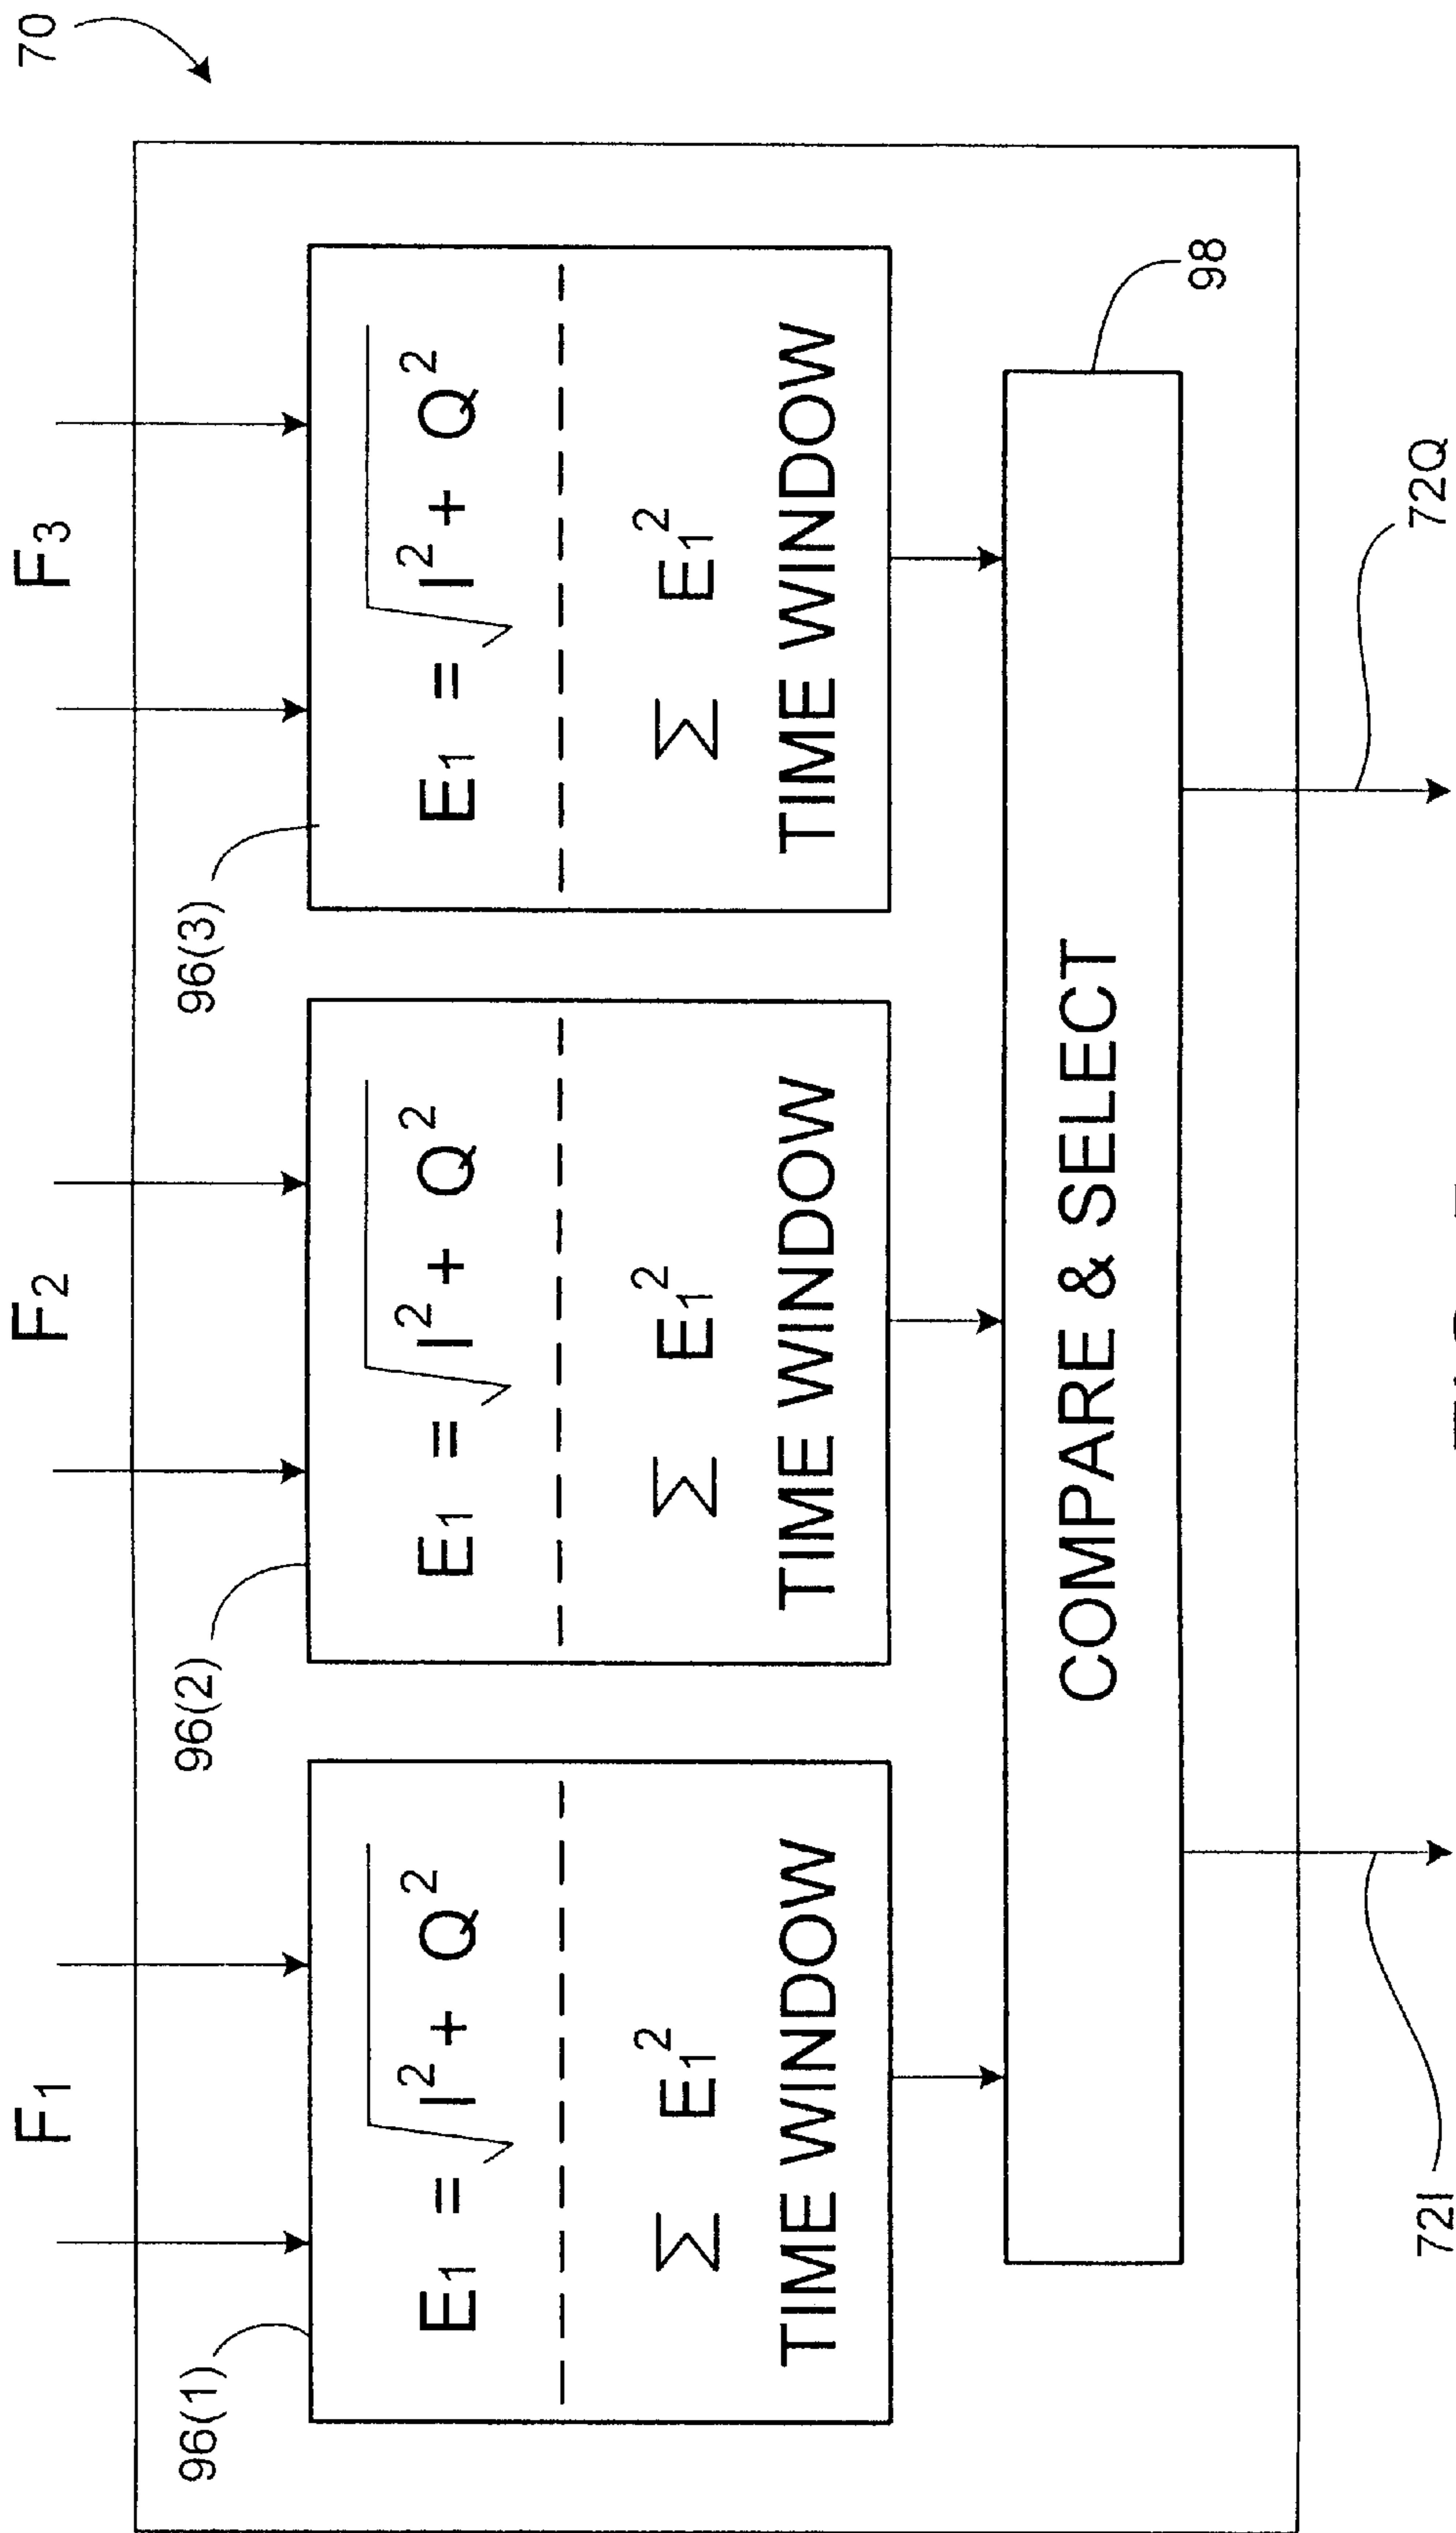 70
F1 F2 F3
96(1) 96(2) 96(3)
E1 = √I² + Q² E1 = √I² + Q² E1 = √I² + Q²
Σ E1² Σ E1² Σ E1²
TIME WINDOW TIME WINDOW TIME WINDOW
COMPARE & SELECT
98
72I 72Q